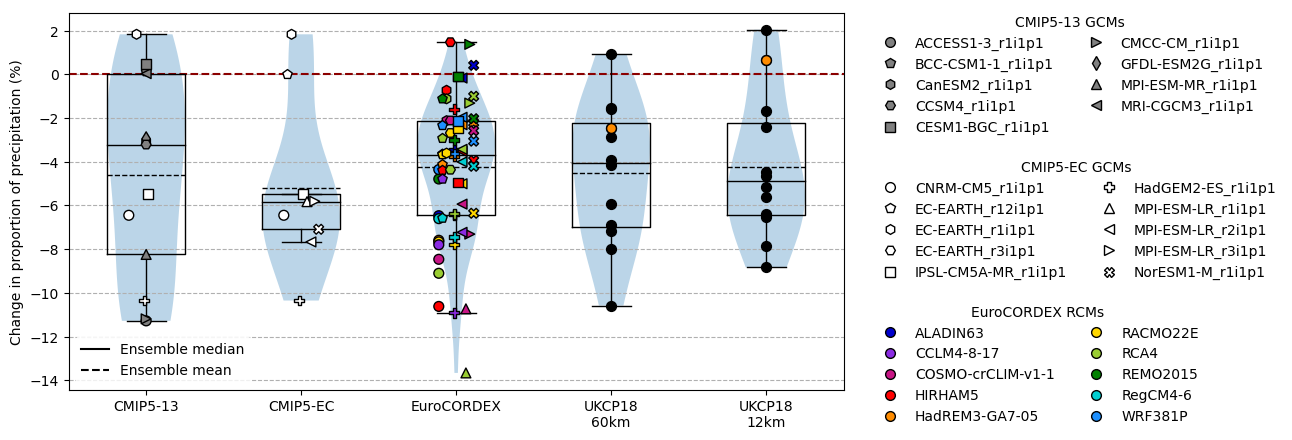 Change in proportion of precipitation (%)
2
0
−2
−4
−6
−8
−10
−12
−14
Ensemble median
Ensemble mean
CMIP5-13
CMIP5-EC
EuroCORDEX
UKCP18
60km
UKCP18
12km
CMIP5-13 GCMs
ACCESS1-3_r1i1p1
BCC-CSM1-1_r1i1p1
CanESM2_r1i1p1
CCSM4_r1i1p1
CESM1-BGC_r1i1p1
CMCC-CM_r1i1p1
GFDL-ESM2G_r1i1p1
MPI-ESM-MR_r1i1p1
MRI-CGCM3_r1i1p1
CMIP5-EC GCMs
CNRM-CM5_r1i1p1
EC-EARTH_r12i1p1
EC-EARTH_r1i1p1
EC-EARTH_r3i1p1
IPSL-CM5A-MR_r1i1p1
HadGEM2-ES_r1i1p1
MPI-ESM-LR_r1i1p1
MPI-ESM-LR_r2i1p1
MPI-ESM-LR_r3i1p1
NorESM1-M_r1i1p1
EuroCORDEX RCMs
ALADIN63
CCLM4-8-17
COSMO-crCLIM-v1-1
HIRHAM5
HadREM3-GA7-05
RACMO22E
RCA4
REMO2015
RegCM4-6
WRF381P